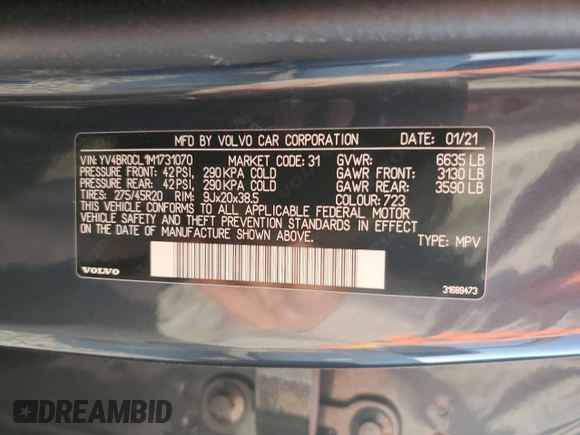 MFD BY VOLVO CAR CORPORATION DATE: 01/21
VIN: YV4BR0CL1M1731070 MARKET CODE: 31 GVWR: 6635 LB
PRESSURE FRONT: 42 PSI, 290 KPA COLD GAWR FRONT: 3130 LB
PRESSURE REAR: 42 PSI, 290 KPA COLD GAWR REAR: 3590 LB
TIRES: 275/45R20 RIM: 9Jx20x38.5 COLOUR: 723
THIS VEHICLE CONFORMS TO ALL APPLICABLE FEDERAL MOTOR
VEHICLE SAFETY AND THEFT PREVENTION STANDARDS IN EFFECT
ON THE DATE OF MANUFACTURE SHOWN ABOVE. TYPE: MPV
VOLVO 31689473
DREAMBID